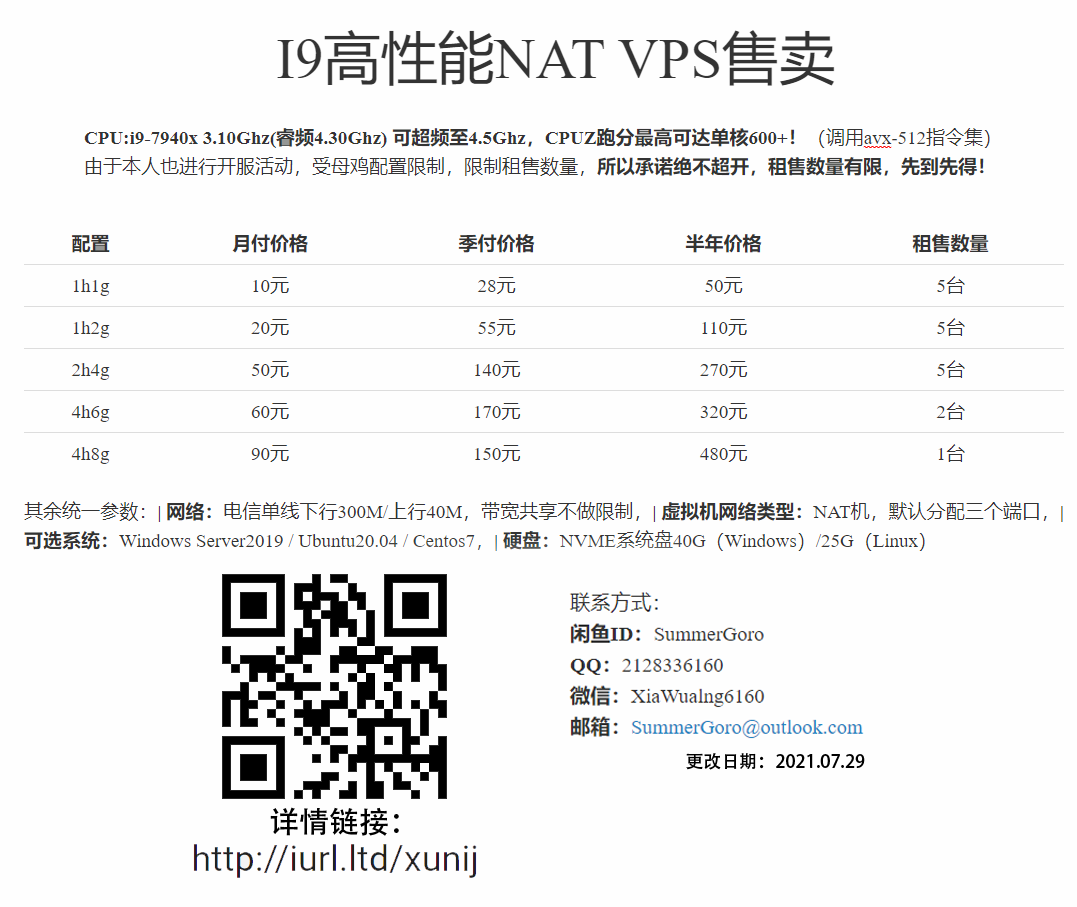 I9高性能NAT VPS售卖
CPU:i9-7940x 3.10Ghz(睿频4.30Ghz) 可超频至4.5Ghz，CPUZ跑分最高可达单核600+！（调用avx-512指令集）
由于本人也进行开服活动，受母鸡配置限制，限制租售数量，所以承诺绝不超开，租售数量有限，先到先得！
配置 月付价格 季付价格 半年价格 租售数量
1h1g 10元 28元 50元 5台
1h2g 20元 55元 110元 5台
2h4g 50元 140元 270元 5台
4h6g 60元 170元 320元 2台
4h8g 90元 150元 480元 1台
其余统一参数：| 网络：电信单线下行300M/上行40M，带宽共享不做限制，| 虚拟机网络类型：NAT机，默认分配三个端口，|
可选系统：Windows Server2019 / Ubuntu20.04 / Centos7，| 硬盘：NVME系统盘40G（Windows）/25G（Linux）
联系方式：
闲鱼ID：SummerGoro
QQ：2128336160
微信：XiaWualng6160
邮箱：SummerGoro@outlook.com
更改日期：2021.07.29
详情链接：
http://iurl.ltd/xunij